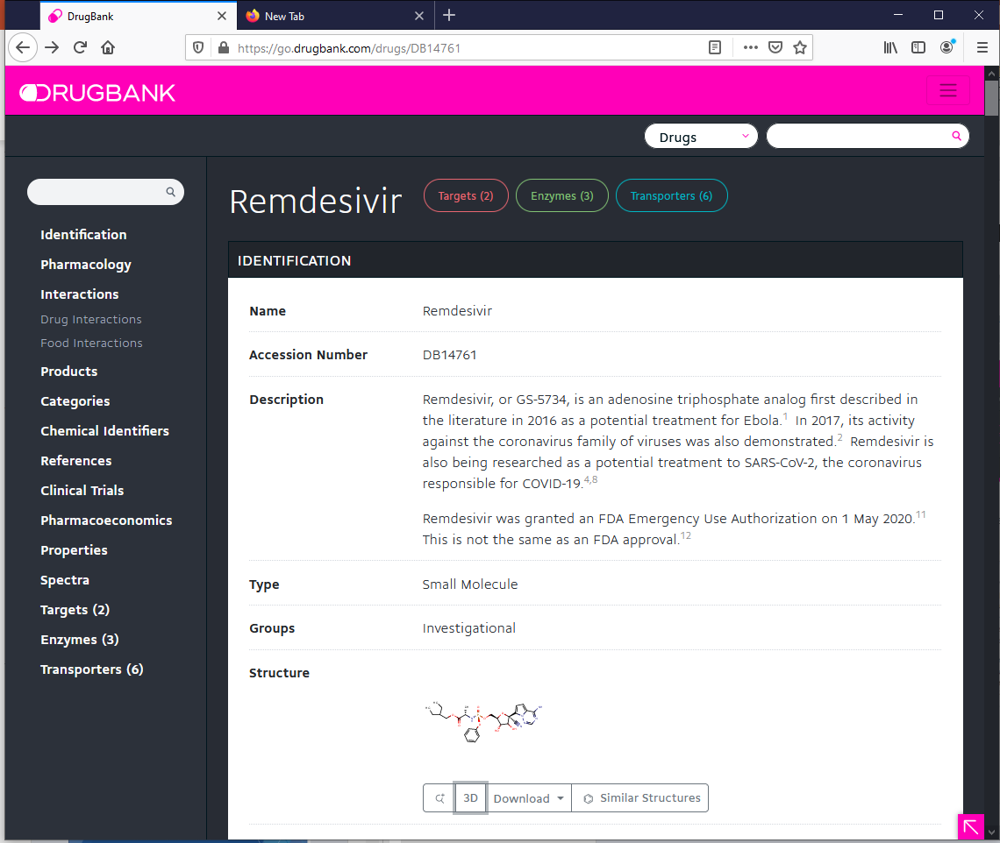 DrugBank
New Tab
https://go.drugbank.com/drugs/DB14761
DRUGBANK
Drugs
Remdesivir
Targets (2)
Enzymes (3)
Transporters (6)
Identification
Pharmacology
Interactions
Drug Interactions
Food Interactions
Products
Categories
Chemical Identifiers
References
Clinical Trials
Pharmacoeconomics
Properties
Spectra
Targets (2)
Enzymes (3)
Transporters (6)
IDENTIFICATION
Name Remdesivir
Accession Number DB14761
Description Remdesivir, or GS-5734, is an adenosine triphosphate analog first described in
the literature in 2016 as a potential treatment for Ebola.1 In 2017, its activity
against the coronavirus family of viruses was also demonstrated.2 Remdesivir is
also being researched as a potential treatment to SARS-CoV-2, the coronavirus
responsible for COVID-19.4,8
Remdesivir was granted an FDA Emergency Use Authorization on 1 May 2020.11
This is not the same as an FDA approval.12
Type Small Molecule
Groups Investigational
Structure
3D
Download
Similar Structures